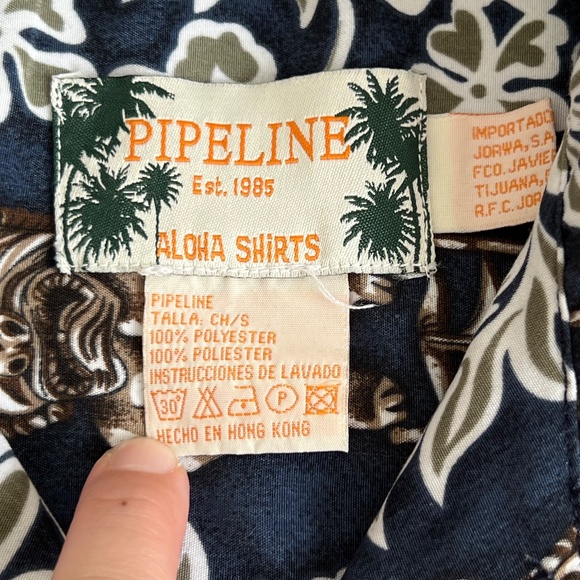 PIPELINE
Est. 1985
ALOHA SHIRTS
PIPELINE
TALLA: CH/S
100% POLYESTER
100% POLIESTER
INSTRUCCIONES DE LAVADO
30°
P
HECHO EN HONG KONG
JORWA, S.A.
FCO. JAVIE
TIJUANA,
R.F.C. JOR